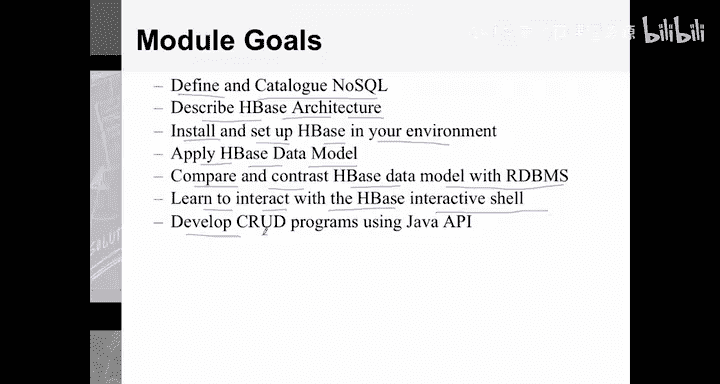 Module Goals
bilibili
– Define and Catalogue NoSQL
– Describe HBase Architecture
– Install and set up HBase in your environment
– Apply HBase Data Model
– Compare and contrast HBase data model with RDBMS
– Learn to interact with the HBase interactive shell
– Develop CRUD programs using Java API